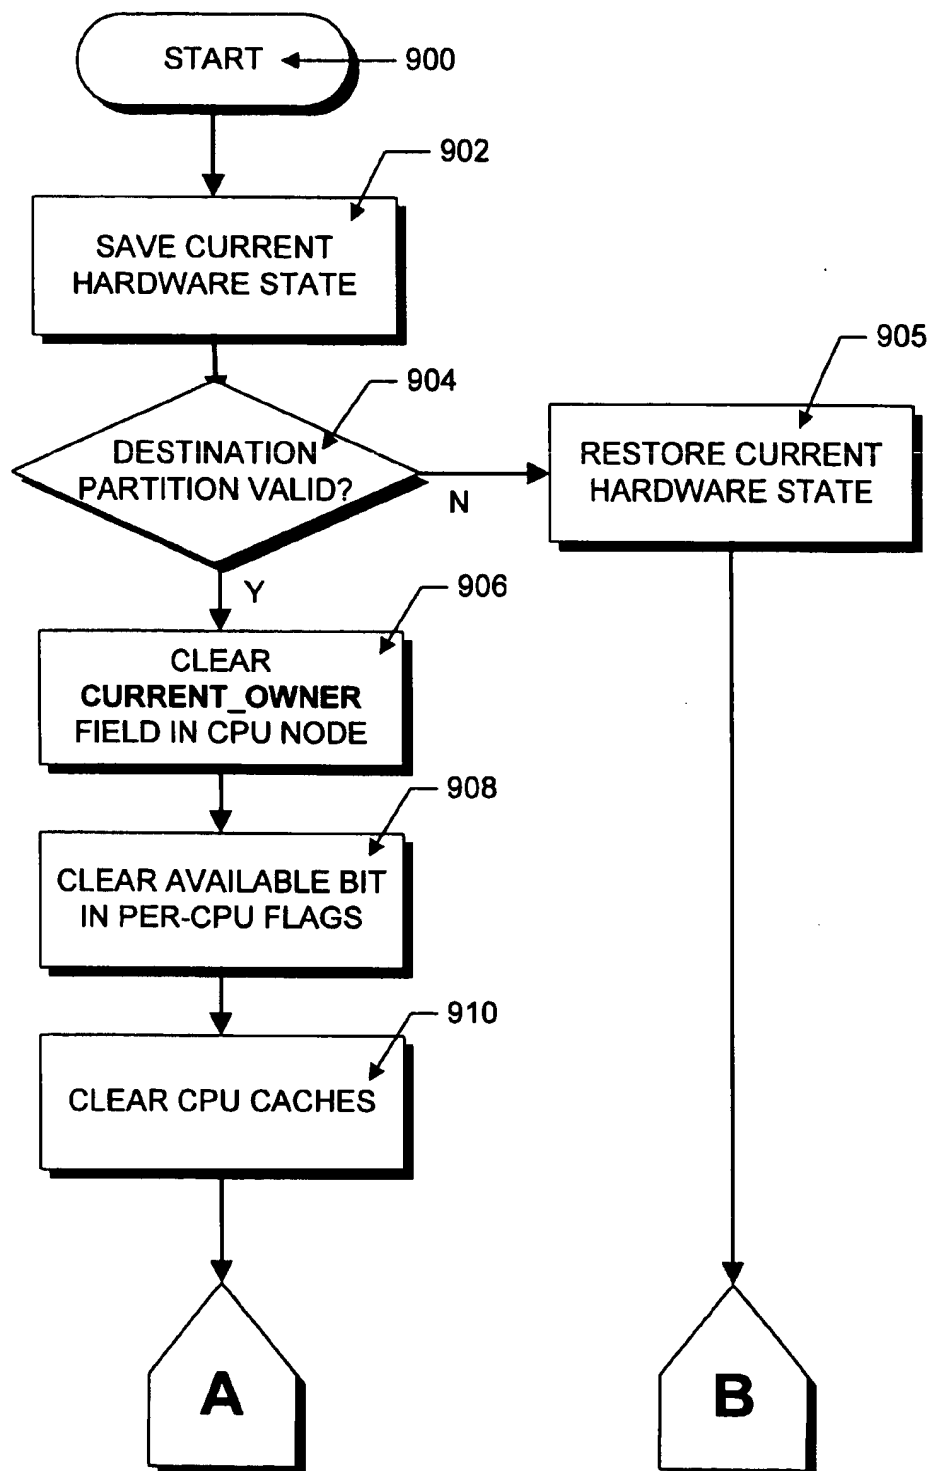 START
900
902
SAVE CURRENT
HARDWARE STATE
904
905
DESTINATION
PARTITION VALID?
N
RESTORE CURRENT
HARDWARE STATE
Y
906
CLEAR
CURRENT_OWNER
FIELD IN CPU NODE
908
CLEAR AVAILABLE BIT
IN PER-CPU FLAGS
910
CLEAR CPU CACHES
A
B